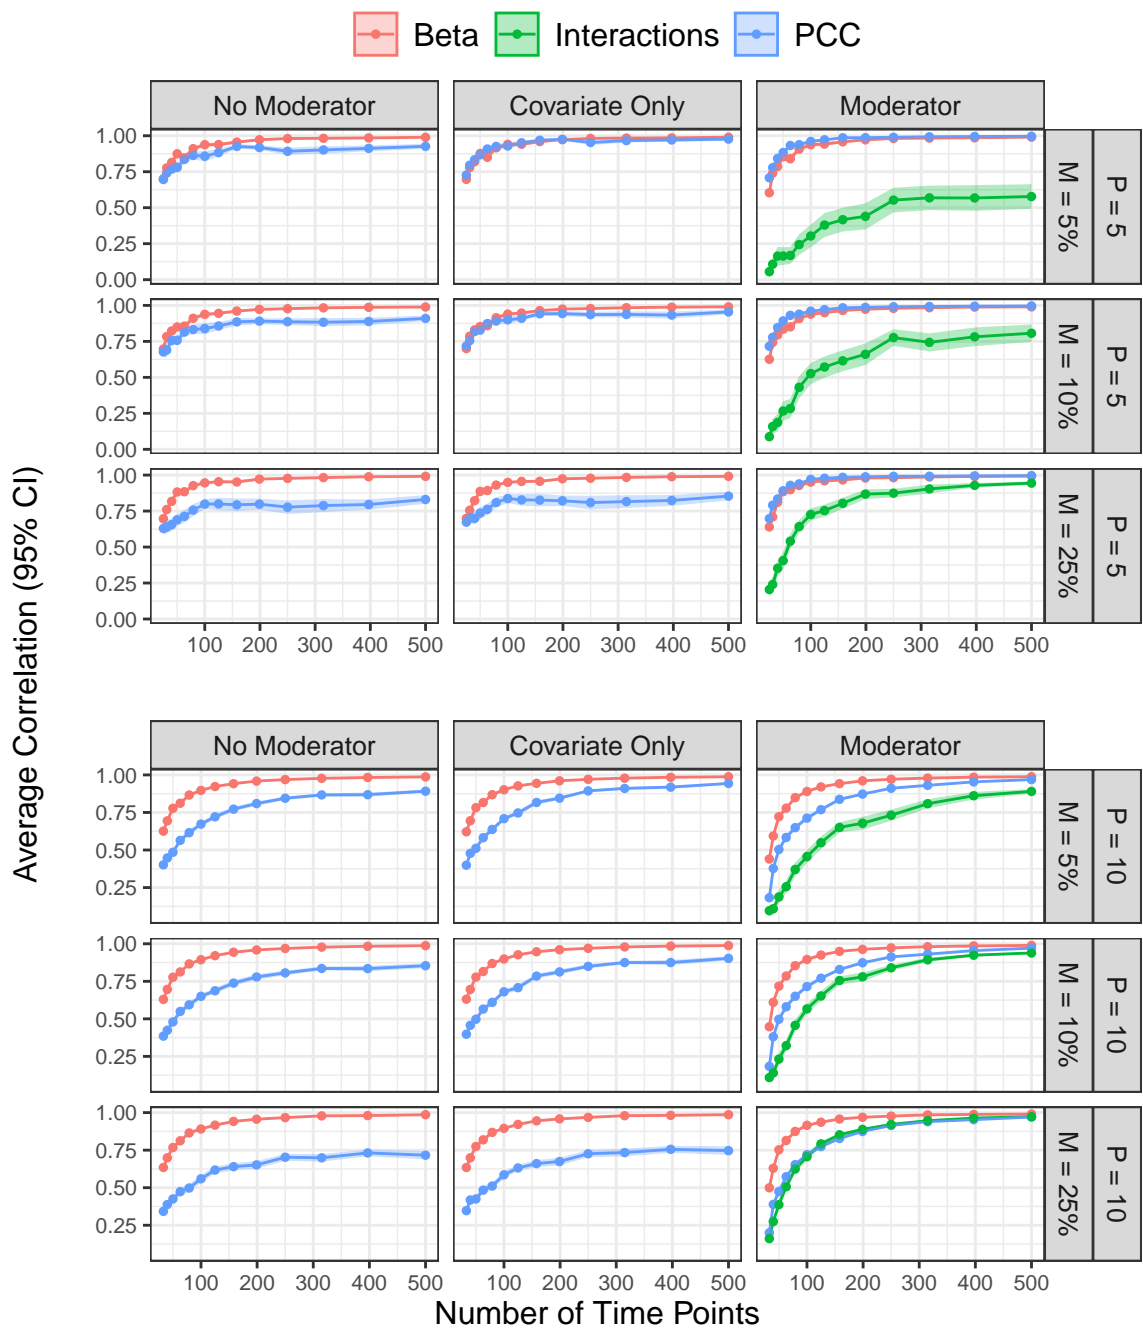 Beta Interactions PCC
No Moderator Covariate Only Moderator
1.00
0.75
0.50
0.25
0.00
M = 5% P = 5
1.00
0.75
0.50
0.25
0.00
M = 10% P = 5
1.00
0.75
0.50
0.25
0.00
M = 25% P = 5
100 200 300 400 500 100 200 300 400 500 100 200 300 400 500
Average Correlation (95% CI)
No Moderator Covariate Only Moderator
1.00
0.75
0.50
0.25
M = 5% P = 10
1.00
0.75
0.50
0.25
M = 10% P = 10
1.00
0.75
0.50
0.25
M = 25% P = 10
100 200 300 400 500 100 200 300 400 500 100 200 300 400 500
Number of Time Points